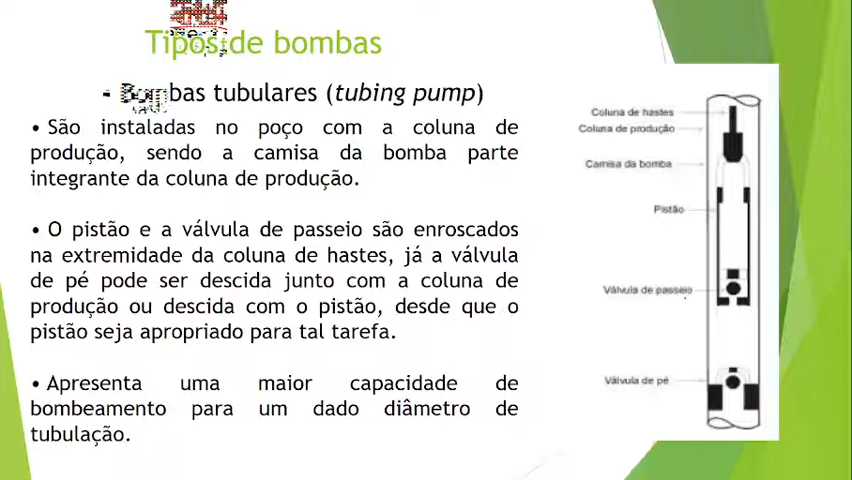 Tipos de bombas
- Bombas tubulares (tubing pump)
• São instaladas no poço com a coluna de
produção, sendo a camisa da bomba parte
integrante da coluna de produção.
• O pistão e a válvula de passeio são enroscados
na extremidade da coluna de hastes, já a válvula
de pé pode ser descida junto com a coluna de
produção ou descida com o pistão, desde que o
pistão seja apropriado para tal tarefa.
• Apresenta uma maior capacidade de
bombeamento para um dado diâmetro de
tubulação.
Coluna de hastes
Coluna de produção
Camisa da bomba
Pistão
Válvula de passeio
Válvula de pé